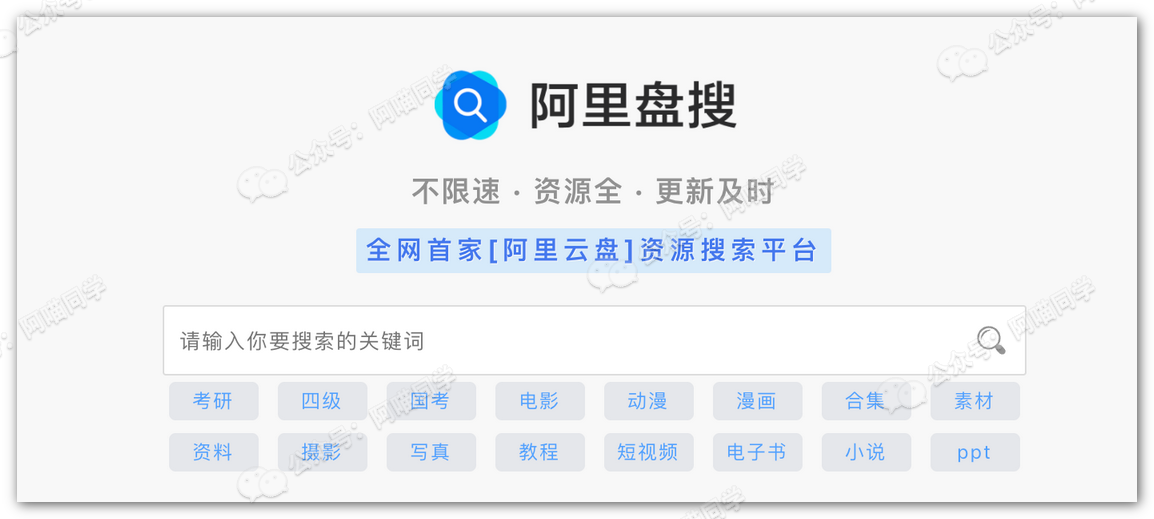 阿里盘搜
不限速 · 资源全 · 更新及时
全网首家[阿里云盘]资源搜索平台
请输入你要搜索的关键词
考研 四级 国考 电影 动漫 漫画 合集 素材
资料 摄影 写真 教程 短视频 电子书 小说 ppt
公众号：阿喵同学